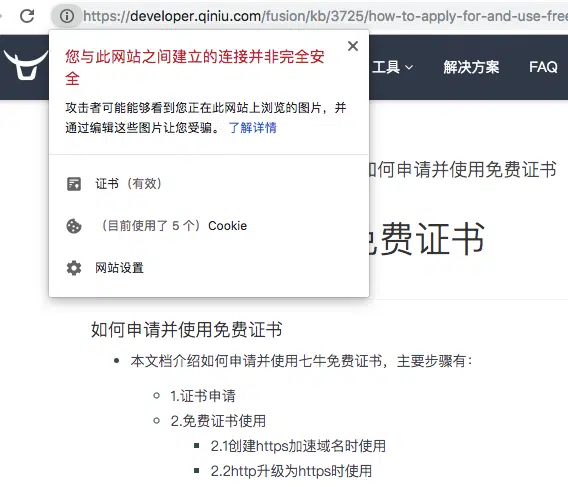 https://developer.qiniu.com/fusion/kb/3725/how-to-apply-for-and-use-free
您与此网站之间建立的连接并非完全安
全
攻击者可能能够看到您正在此网站上浏览的图片，并
通过编辑这些图片让您受骗。 了解详情
证书（有效）
（目前使用了 5 个）Cookie
网站设置
工具
解决方案
FAQ
如何申请并使用免费证书
费证书
如何申请并使用免费证书
本文档介绍如何申请并使用七牛免费证书，主要步骤有：
1.证书申请
2.免费证书使用
2.1创建https加速域名时使用
2.2http升级为https时使用